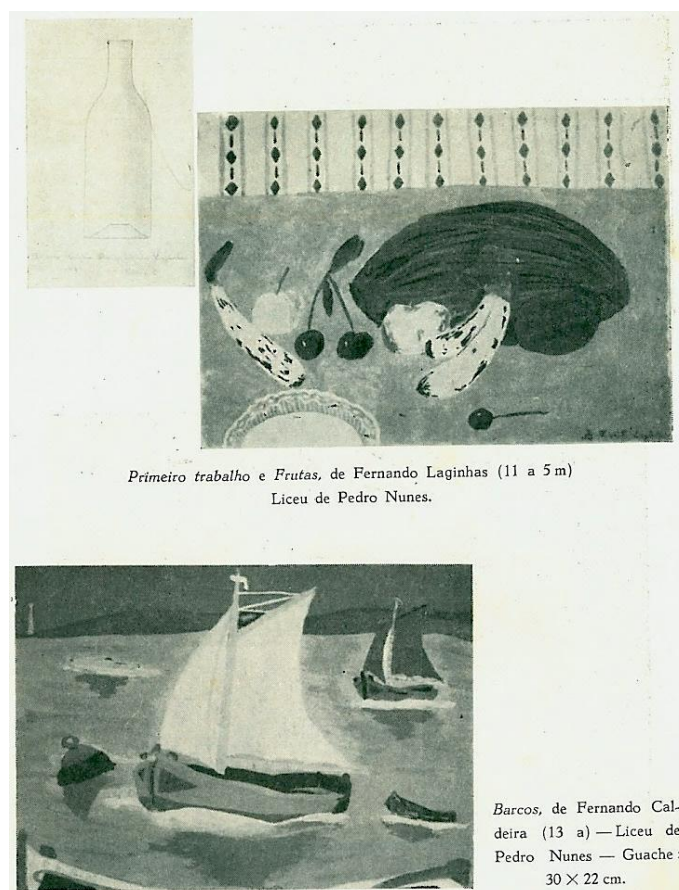 Primeiro trabalho e Frutas, de Fernando Laginhas (11 a 5 m)
Liceu de Pedro Nunes.
Barcos, de Fernando Cal-
deira (13 a) — Liceu de
Pedro Nunes — Guache :
30 × 22 cm.